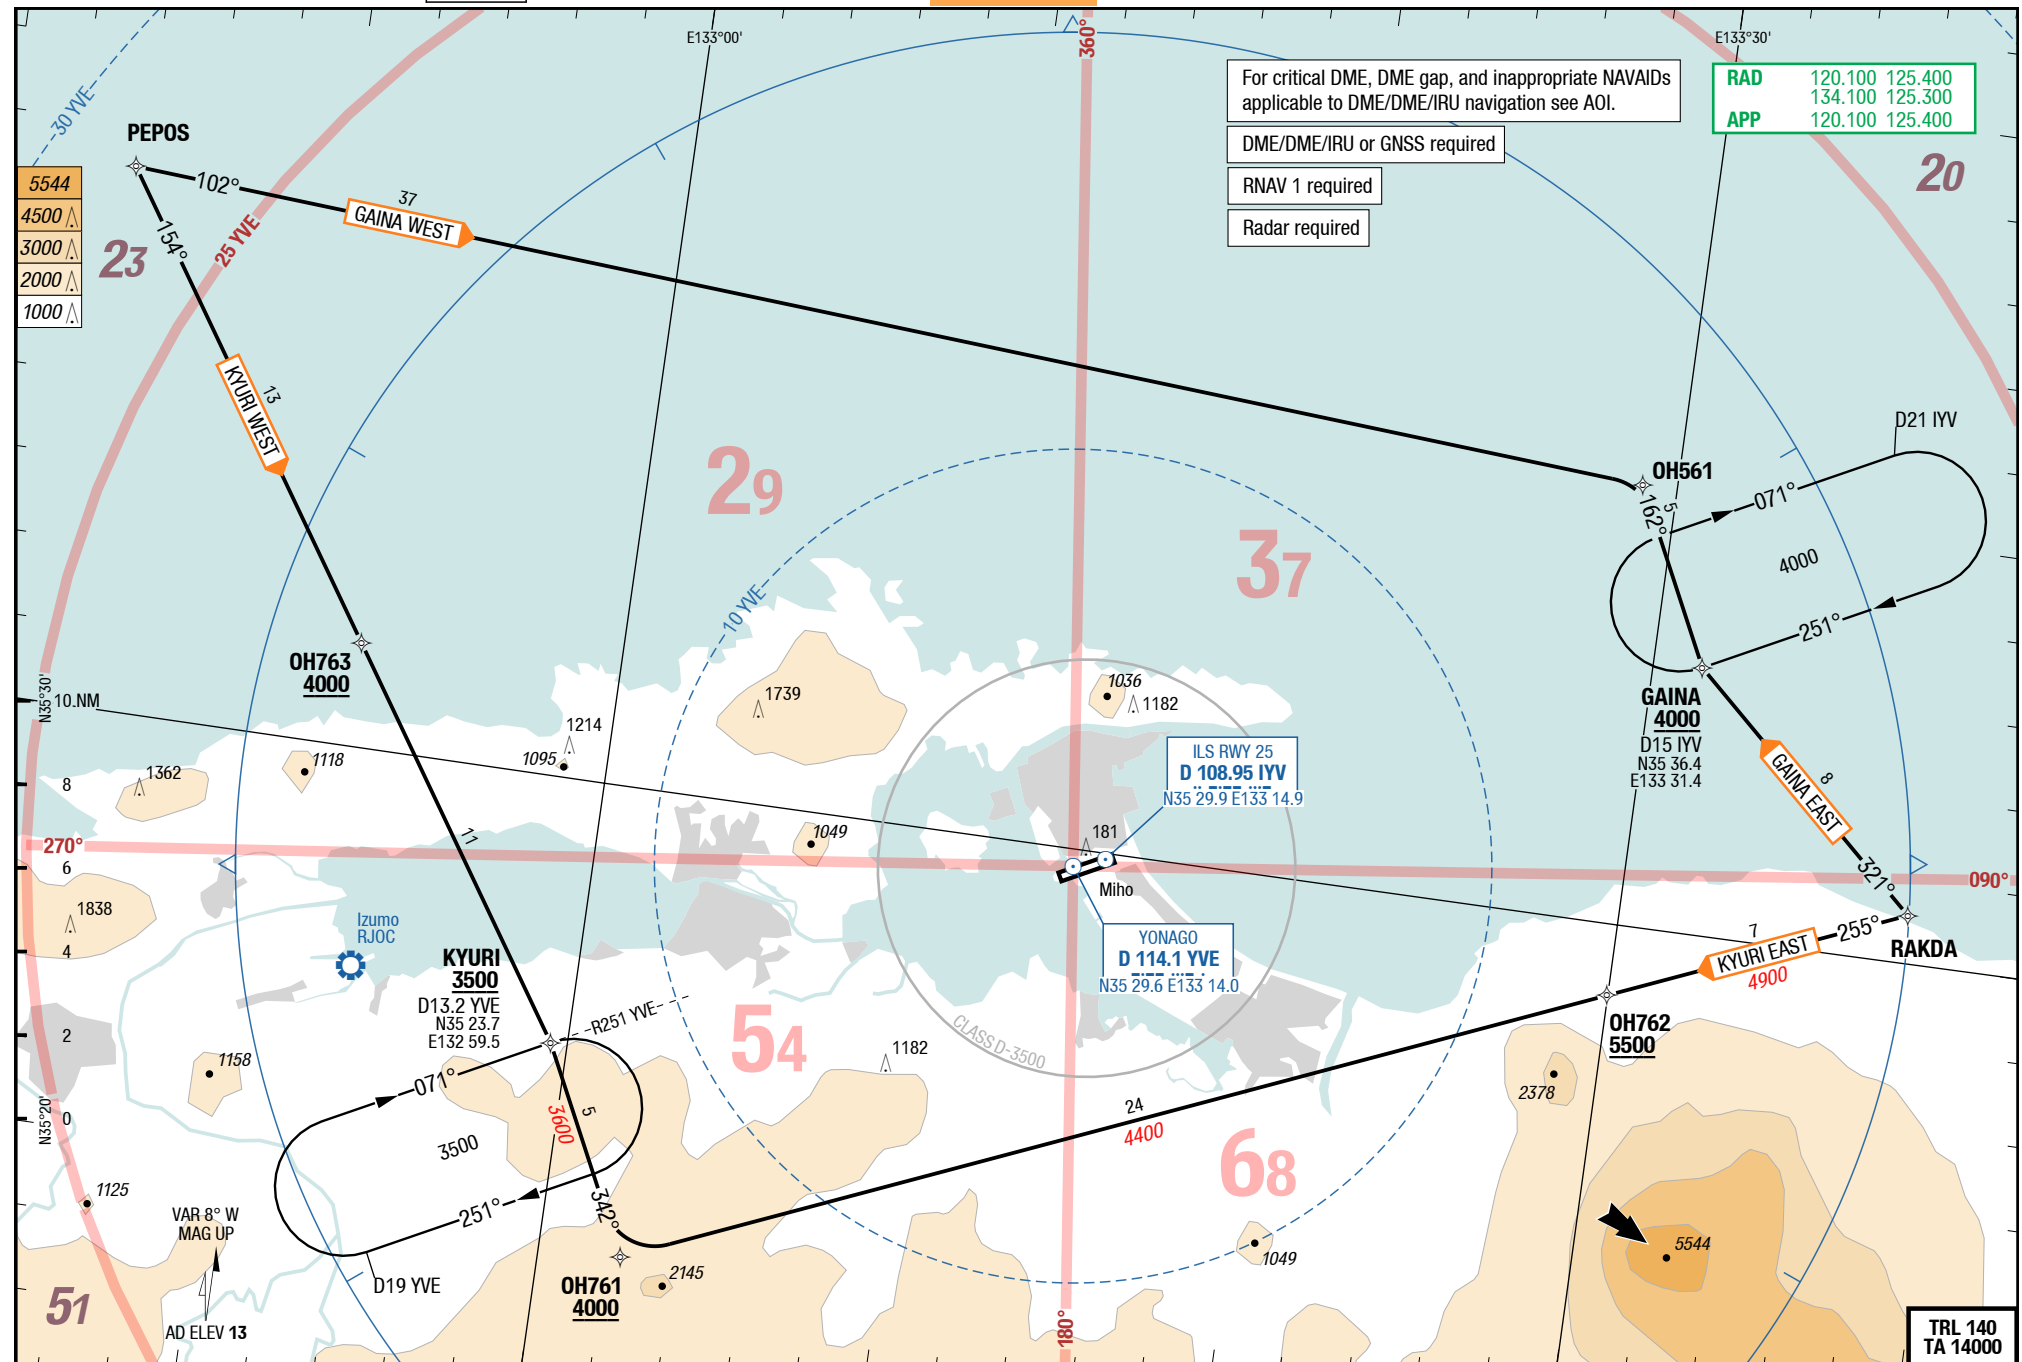 E133°00'
360°
E133°30'
For critical DME, DME gap, and inappropriate NAVAIDs
applicable to DME/DME/IRU navigation see AOI.
RAD 120.100 125.400
134.100 125.300
APP 120.100 125.400
DME/DME/IRU or GNSS required
RNAV 1 required
Radar required
30 YVE
PEPOS
5544
4500
3000
2000
1000
23
20
102°
37
GAINA WEST
154°
25 YVE
13
KYURI WEST
D21 IYV
OH561
071°
5
162°
4000
251°
29
37
10 YVE
OH763
4000
N35°30'
10 NM
1739
1036
1182
GAINA
4000
D15 IYV
N35 36.4
E133 31.4
1214
1095
1118
1362
8
ILS RWY 25
D 108.95 IYV
N35 29.9 E133 14.9
8
GAINA EAST
11
1049
181
270°
6
Miho
321°
090°
1838
Izumo
RJOC
4
KYURI
3500
D13.2 YVE
N35 23.7
E132 59.5
YONAGO
D 114.1 YVE
N35 29.6 E133 14.0
7
KYURI EAST
4900
255°
RAKDA
R251 YVE
CLASS D-3500
54
OH762
5500
2
1158
1182
2378
071°
5
3600
3500
24
4400
N35°20'
0
68
1125
251°
342°
VAR 8° W
MAG UP
D19 YVE
OH761
4000
2145
1049
5544
51
AD ELEV 13
180°
TRL 140
TA 14000